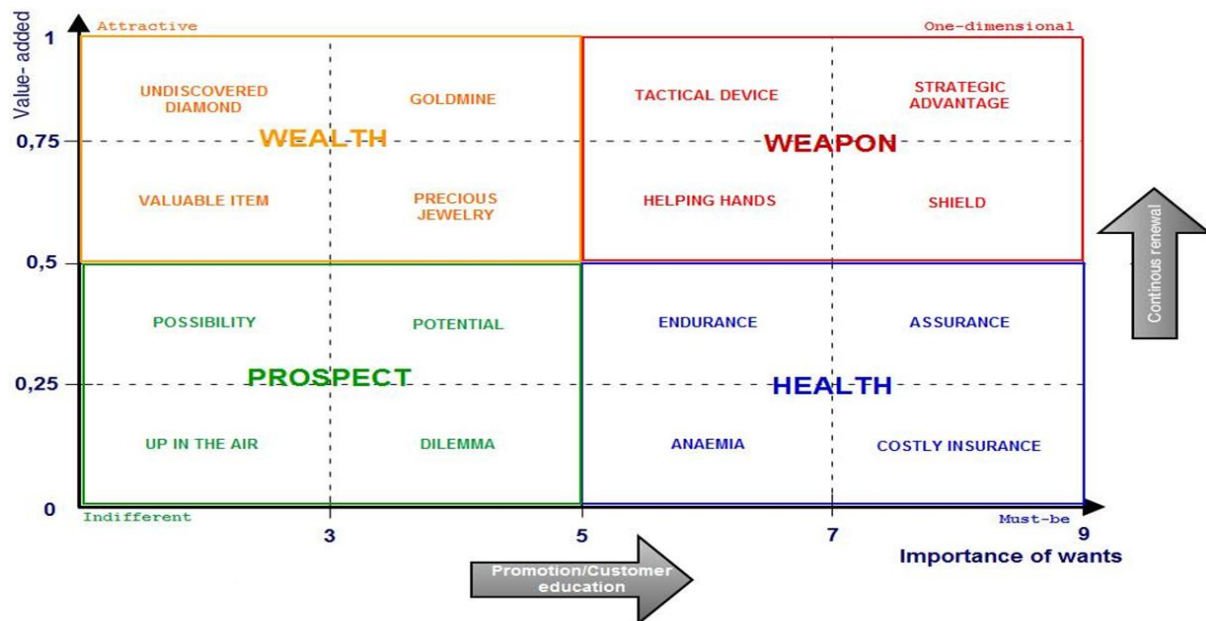 Value- added
1
Attractive
One-dimensional
UNDISCOVERED
DIAMOND
GOLDMINE
TACTICAL DEVICE
STRATEGIC
ADVANTAGE
0,75
WEALTH
WEAPON
VALUABLE ITEM
PRECIOUS
JEWELRY
HELPING HANDS
SHIELD
0,5
Continous renewal
POSSIBILITY
POTENTIAL
ENDURANCE
ASSURANCE
0,25
PROSPECT
HEALTH
UP IN THE AIR
DILEMMA
ANAEMIA
COSTLY INSURANCE
0
Indifferent
Must-be
3
5
7
9
Importance of wants
Promotion/Customer
education